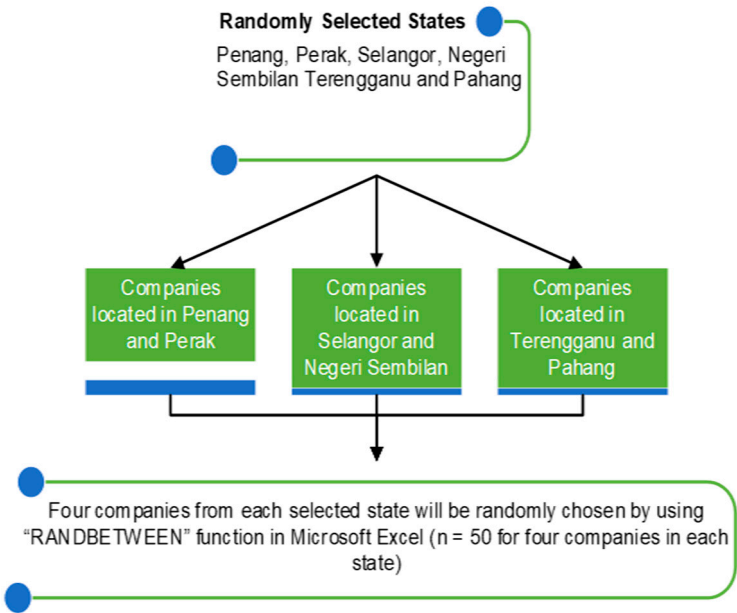 Randomly Selected States
Penang, Perak, Selangor, Negeri
Sembilan Terengganu and Pahang
Companies
located in Penang
and Perak
Companies
located in
Selangor and
Negeri Sembilan
Companies
located in
Terengganu and
Pahang
Four companies from each selected state will be randomly chosen by using
“RANDBETWEEN” function in Microsoft Excel (n = 50 for four companies in each
state)